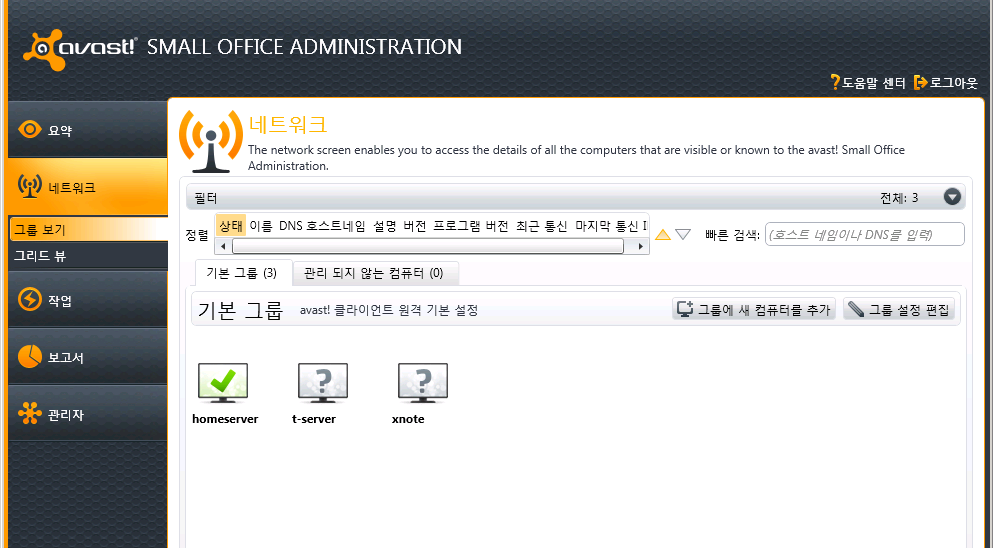 avast! SMALL OFFICE ADMINISTRATION
도움말 센터 로그아웃
요약
네트워크
그룹 보기
그리드 뷰
작업
보고서
관리자
네트워크
The network screen enables you to access the details of all the computers that are visible or known to the avast! Small Office
Administration.
필터 전체: 3
정렬 상태 이름 DNS 호스트네임 설명 버전 프로그램 버전 최근 통신 마지막 통신 I
빠른 검색: (호스트 네임이나 DNS를 입력)
기본 그룹 (3) 관리 되지 않는 컴퓨터 (0)
기본 그룹 avast! 클라이언트 원격 기본 설정 그룹에 새 컴퓨터를 추가 그룹 설정 편집
homeserver t-server xnote